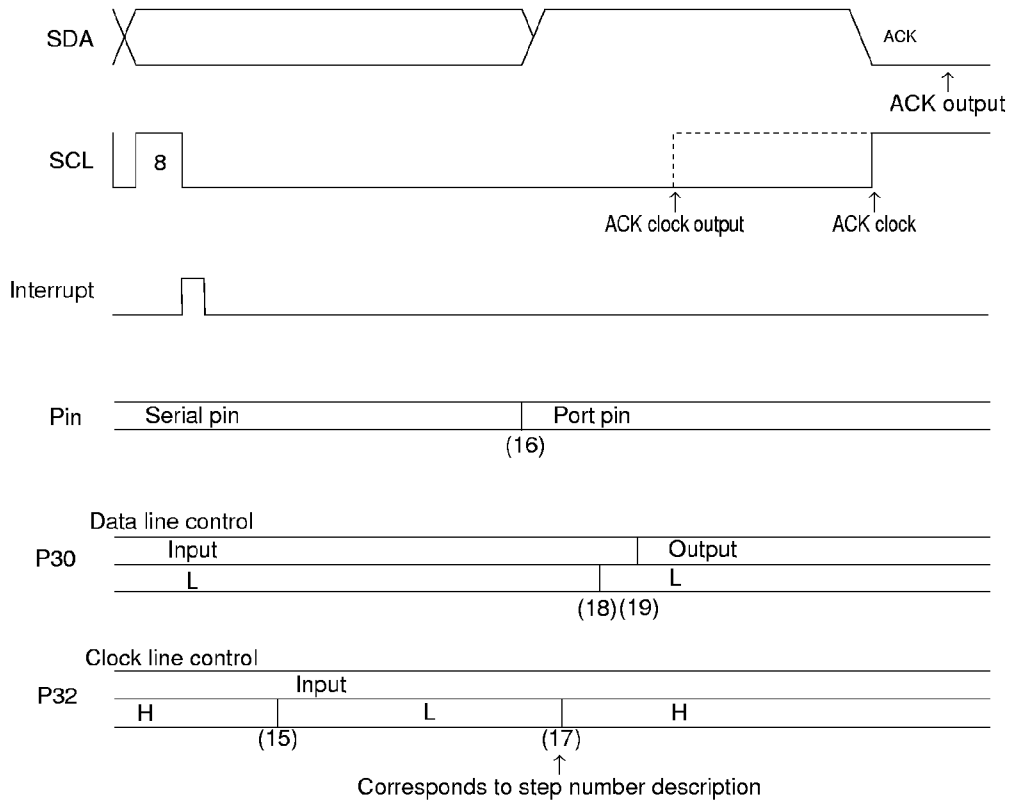 SDA
ACK
ACK output
SCL
8
ACK clock output
ACK clock
Interrupt
Pin
Serial pin
Port pin
(16)
Data line control
P30
Input
Output
L
L
(18)
(19)
Clock line control
P32
Input
H
L
H
(15)
(17)
Corresponds to step number description